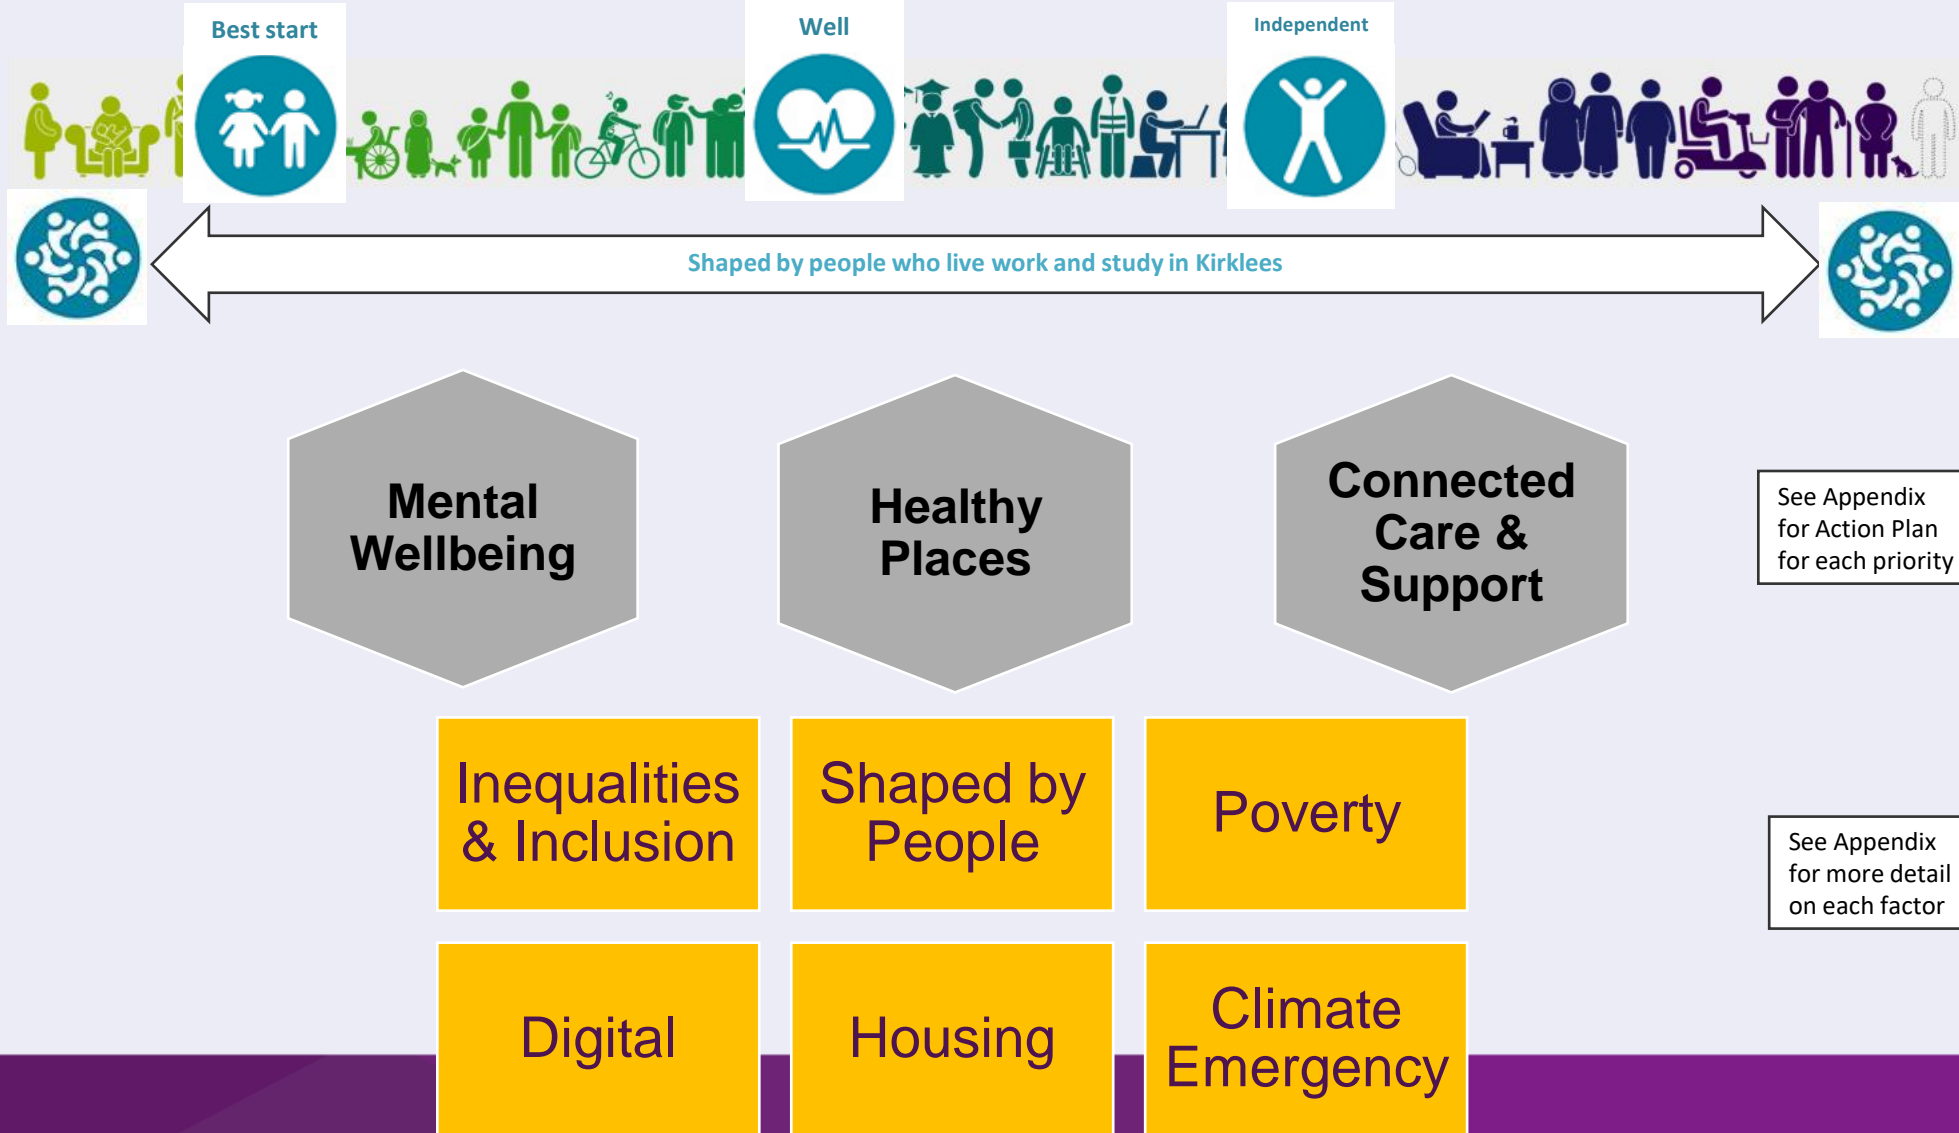 Best start
Well
Independent
Shaped by people who live work and study in Kirklees
Mental
Wellbeing
Healthy
Places
Connected
Care &
Support
See Appendix
for Action Plan
for each priority
Inequalities
& Inclusion
Shaped by
People
Poverty
See Appendix
for more detail
on each factor
Digital
Housing
Climate
Emergency